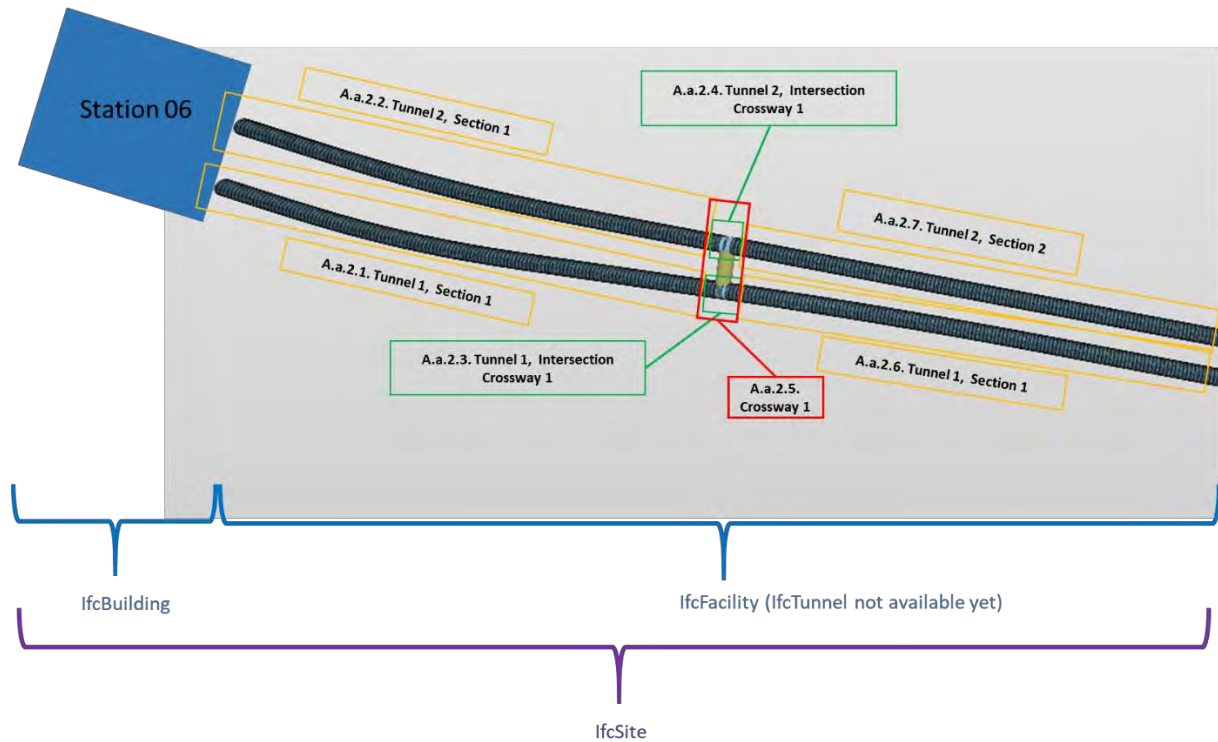 Station 06
A.a.2.2. Tunnel 2, Section 1
A.a.2.4. Tunnel 2, Intersection
Crossway 1
A.a.2.7. Tunnel 2, Section 2
A.a.2.1. Tunnel 1, Section 1
A.a.2.3. Tunnel 1, Intersection
Crossway 1
A.a.2.5.
Crossway 1
A.a.2.6. Tunnel 1, Section 1
IfcBuilding
IfcFacility (IfcTunnel not available yet)
IfcSite